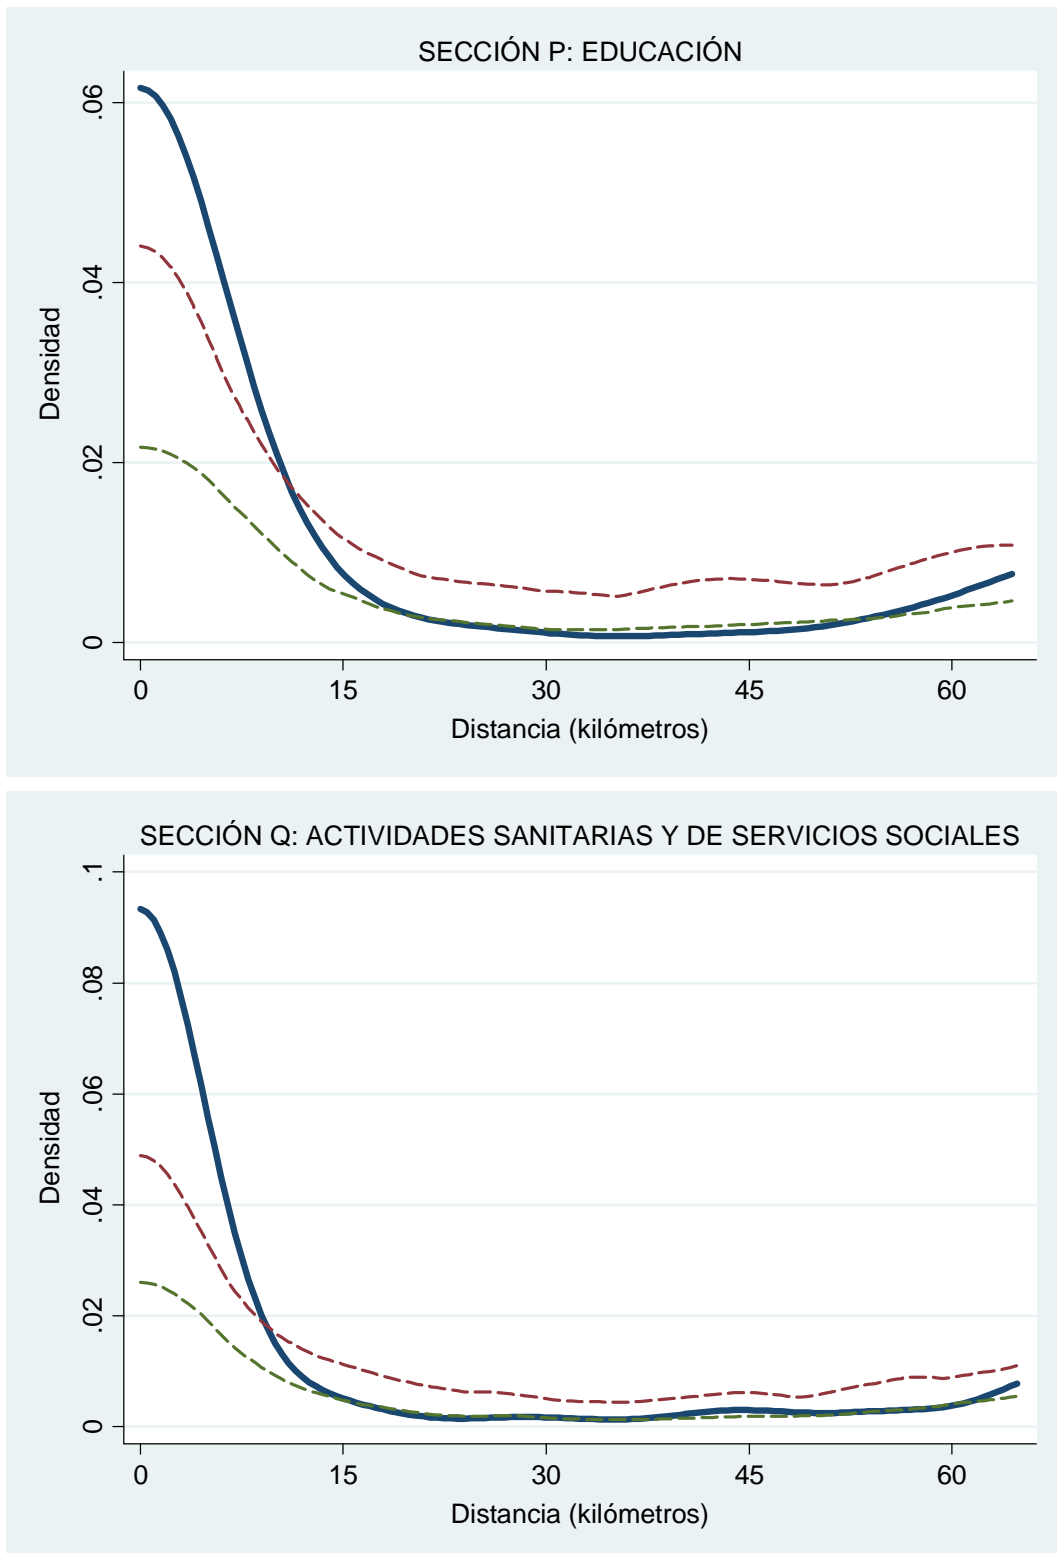 SECCIÓN P: EDUCACIÓN
Densidad
.06
.04
.02
0
0 15 30 45 60
Distancia (kilómetros)
SECCIÓN Q: ACTIVIDADES SANITARIAS Y DE SERVICIOS SOCIALES
Densidad
.1
.08
.06
.04
.02
0
0 15 30 45 60
Distancia (kilómetros)